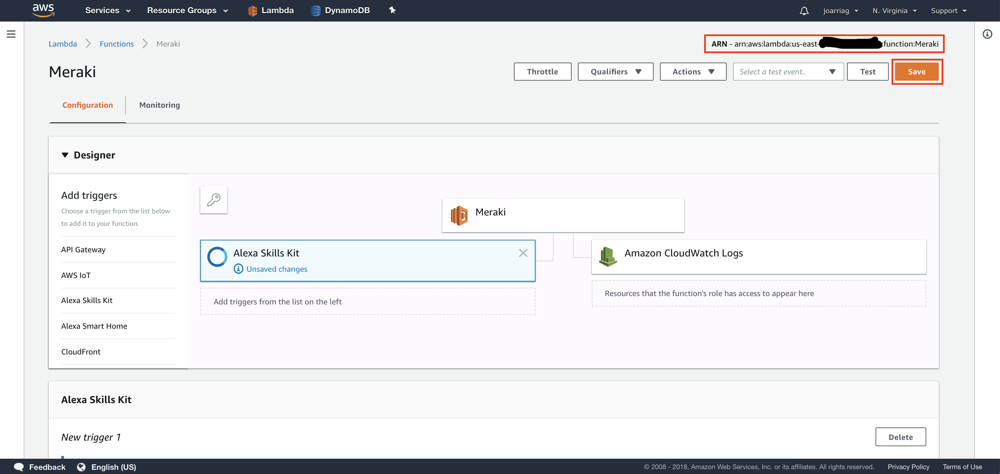 aws Services Resource Groups Lambda DynamoDB joarriag N. Virginia Support
Lambda Functions Meraki
ARN - arn:aws:lambda:us-east- :function:Meraki
Meraki
Throttle Qualifiers Actions Select a test event.. Test Save
Configuration Monitoring
Designer
Add triggers
Choose a trigger from the list below
to add it to your function.
API Gateway
AWS IoT
Alexa Skills Kit
Alexa Smart Home
CloudFront
Meraki
Alexa Skills Kit
Unsaved changes
Add triggers from the list on the left
Amazon CloudWatch Logs
Resources that the function's role has access to appear here
Alexa Skills Kit
New trigger 1
Delete
Feedback English (US) © 2008 - 2018, Amazon Web Services, Inc. or its affiliates. All rights reserved. Privacy Policy Terms of Use